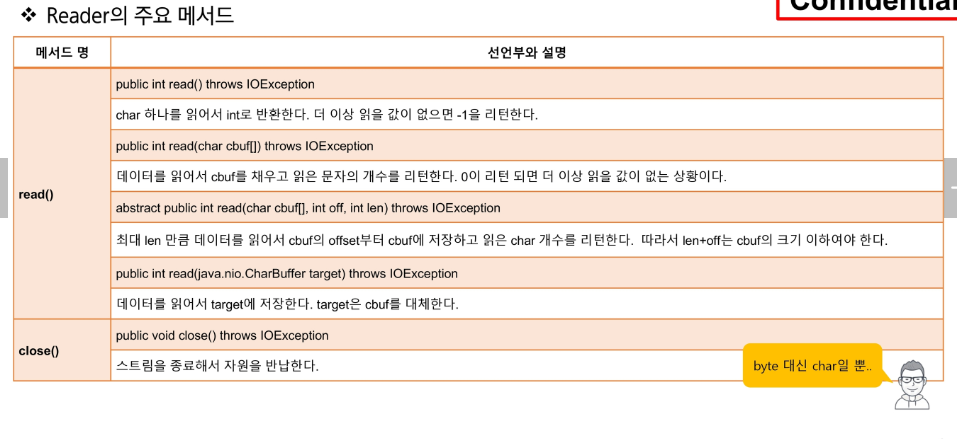 Confidential
❖ Reader의 주요 메서드
메서드 명 선언부와 설명
read()
public int read() throws IOException
char 하나를 읽어서 int로 반환한다. 더 이상 읽을 값이 없으면 -1을 리턴한다.
public int read(char cbuf[]) throws IOException
데이터를 읽어서 cbuf를 채우고 읽은 문자의 개수를 리턴한다. 0이 리턴 되면 더 이상 읽을 값이 없는 상황이다.
abstract public int read(char cbuf[], int off, int len) throws IOException
최대 len 만큼 데이터를 읽어서 cbuf의 offset부터 cbuf에 저장하고 읽은 char 개수를 리턴한다. 따라서 len+off는 cbuf의 크기 이하여야 한다.
public int read(java.nio.CharBuffer target) throws IOException
데이터를 읽어서 target에 저장한다. target은 cbuf를 대체한다.
close()
public void close() throws IOException
스트림을 종료해서 자원을 반납한다.
byte 대신 char일 뿐..